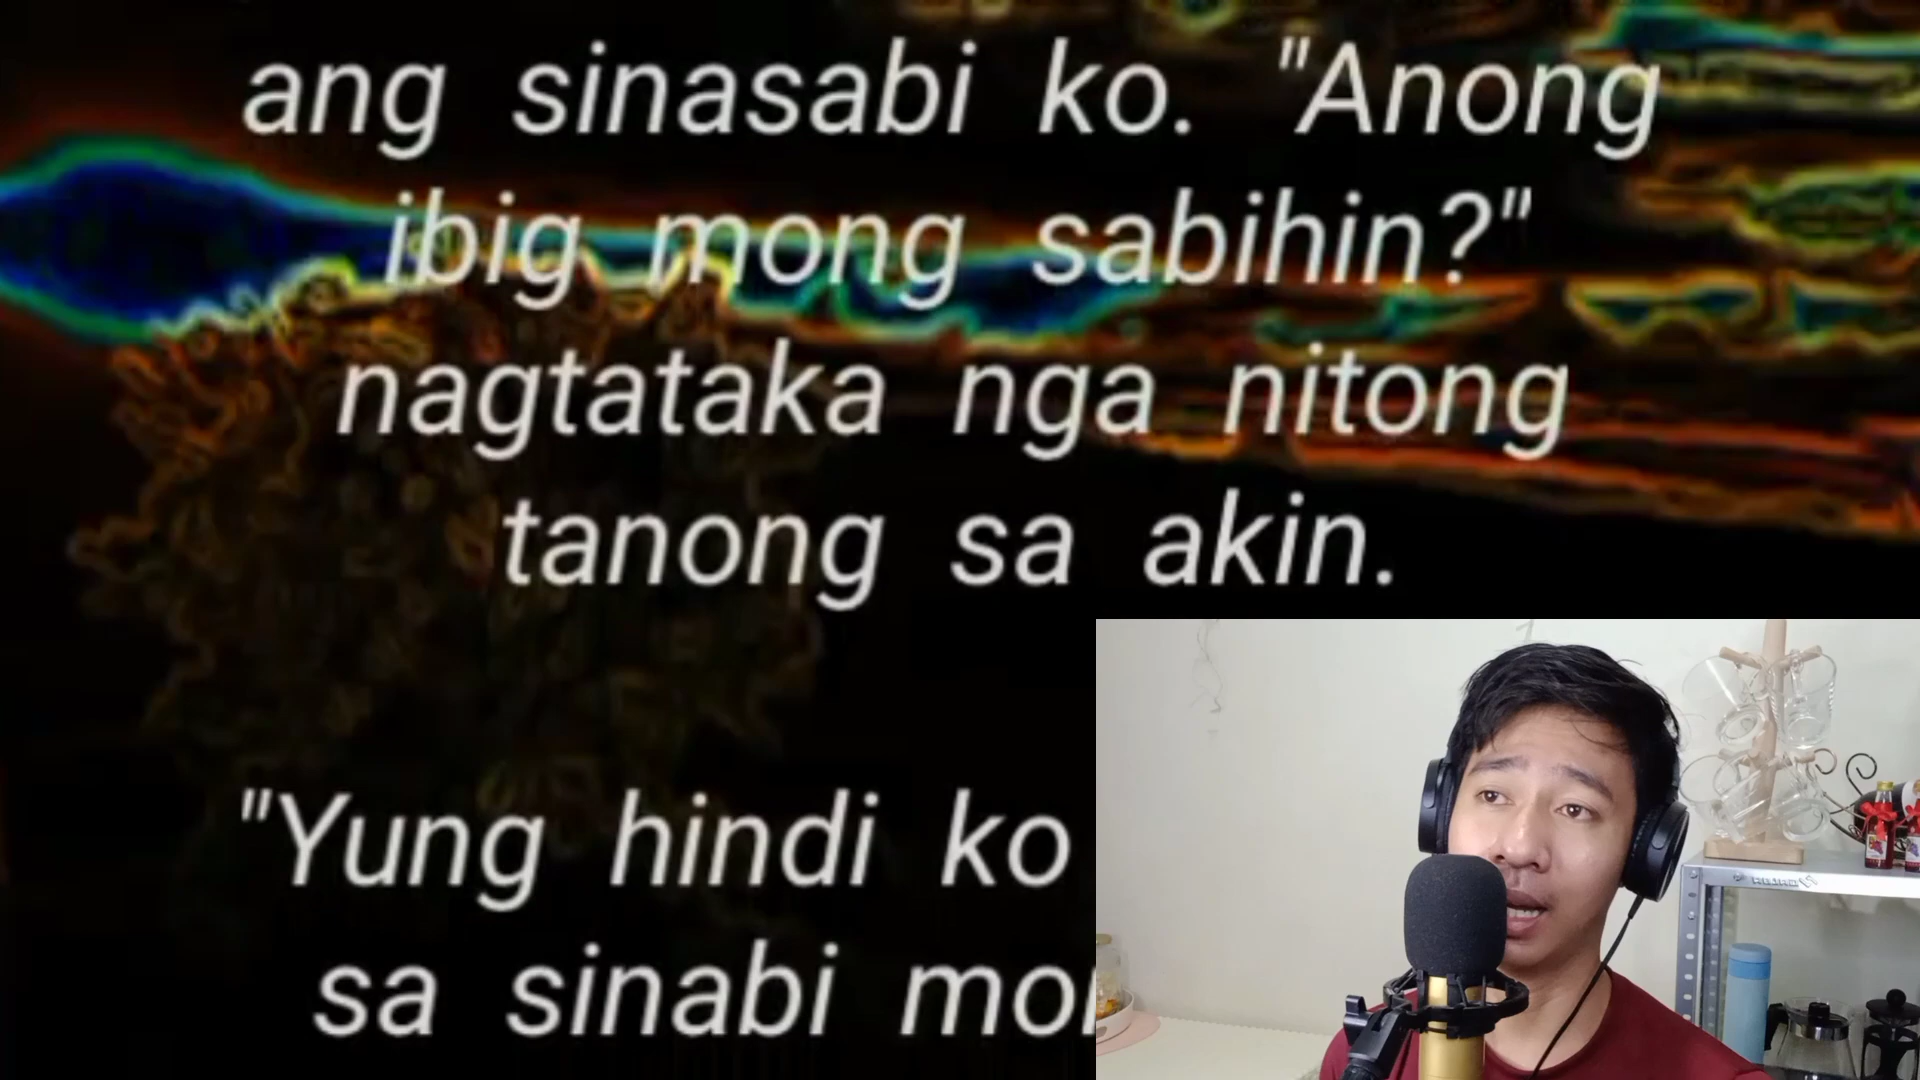 ang sinasabi ko. "Anong
ibig mong sabihin?"
nagtataka nga nitong
tanong sa akin.
"Yung hindi ko
sa sinabi